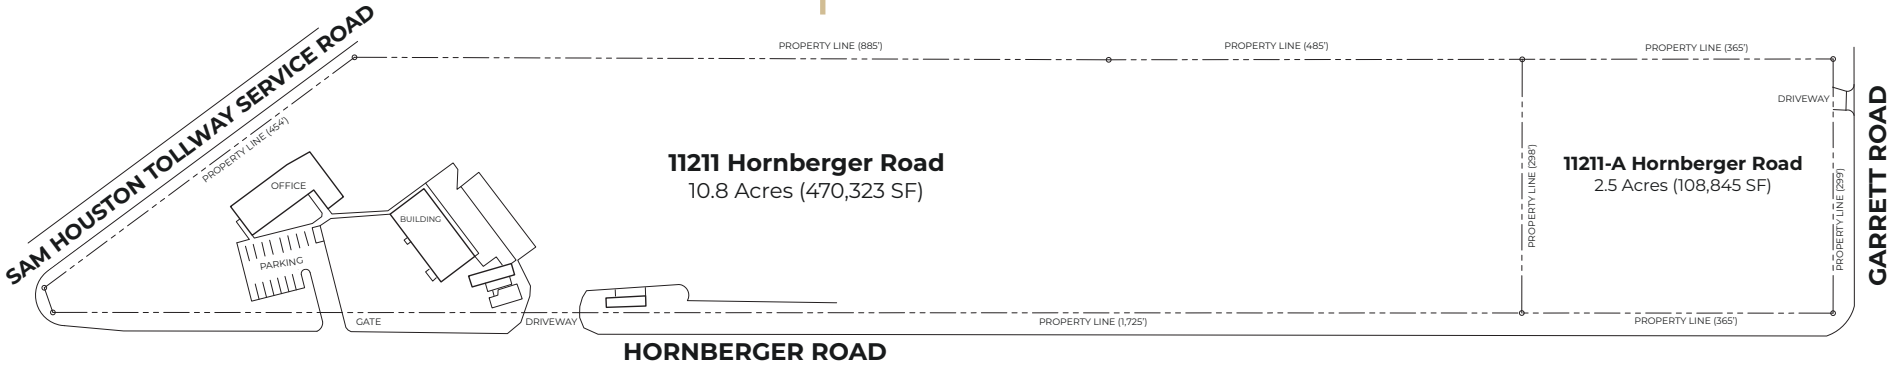 SAM HOUSTON TOLLWAY SERVICE ROAD
PROPERTY LINE (454')
PROPERTY LINE (885')
PROPERTY LINE (485')
PROPERTY LINE (365')
DRIVEWAY
GARRETT ROAD
11211 Hornberger Road
10.8 Acres (470,323 SF)
11211-A Hornberger Road
2.5 Acres (108,845 SF)
PROPERTY LINE (298')
PROPERTY LINE (299')
OFFICE
BUILDING
PARKING
GATE
DRIVEWAY
PROPERTY LINE (1,725')
PROPERTY LINE (365')
HORNBERGER ROAD